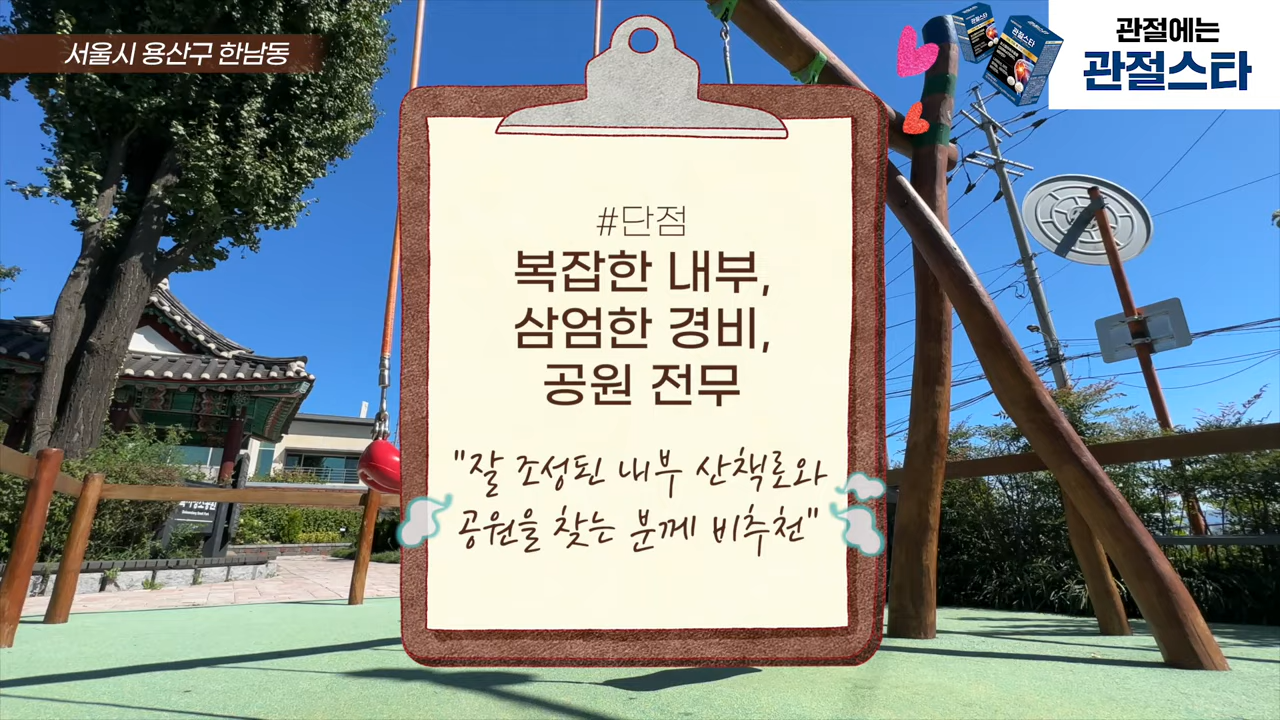 서울시 용산구 한남동
관절에는
관절스타
#단점
복잡한 내부,
삼엄한 경비,
공원 전무
"잘 조성된 내부 산책로와
공원을 찾는 분께 비추천"